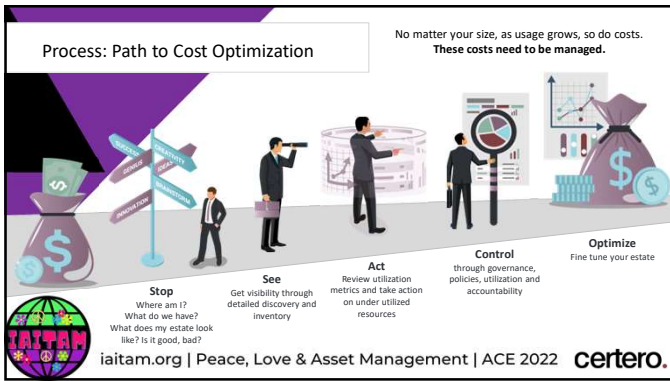 Process: Path to Cost Optimization
No matter your size, as usage grows, so do costs.
These costs need to be managed.
SUCCESS
CREATIVITY
GENIUS
IDEAS
BRAINSTORM
INNOVATION
$
$
$
$
$
Stop
Where am I?
What do we have?
What does my estate look
like? Is it good, bad?
See
Get visibility through
detailed discovery and
inventory
Act
Review utilization
metrics and take action
on under utilized
resources
Control
through governance,
policies, utilization and
accountability
Optimize
Fine tune your estate
IAITAM
iaitam.org | Peace, Love & Asset Management | ACE 2022
certero.